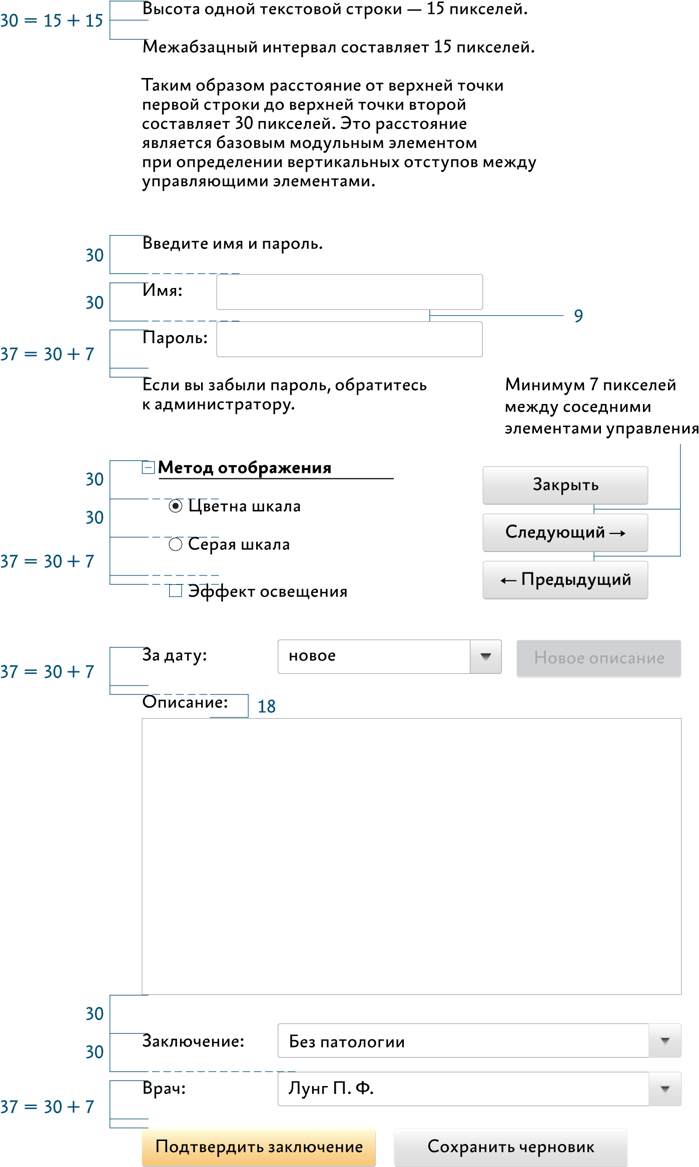 30 = 15 + 15
Высота одной текстовой строки — 15 пикселей.
Межабзацный интервал составляет 15 пикселей.
Таким образом расстояние от верхней точки
первой строки до верхней точки второй
составляет 30 пикселей. Это расстояние
является базовым модульным элементом
при определении вертикальных отступов между
управляющими элементами.
30
Введите имя и пароль.
30
Имя:
9
37 = 30 + 7
Пароль:
Если вы забыли пароль, обратитесь
к администратору.
Минимум 7 пикселей
между соседними
элементами управления
30
Метод отображения
30
Цветна шкала
37 = 30 + 7
Серая шкала
Эффект освещения
Закрыть
Следующий →
← Предыдущий
37 = 30 + 7
За дату:
новое
Новое описание
Описание:
18
30
30
Заключение:
Без патологии
37 = 30 + 7
Врач:
Лунг П. Ф.
Подтвердить заключение
Сохранить черновик